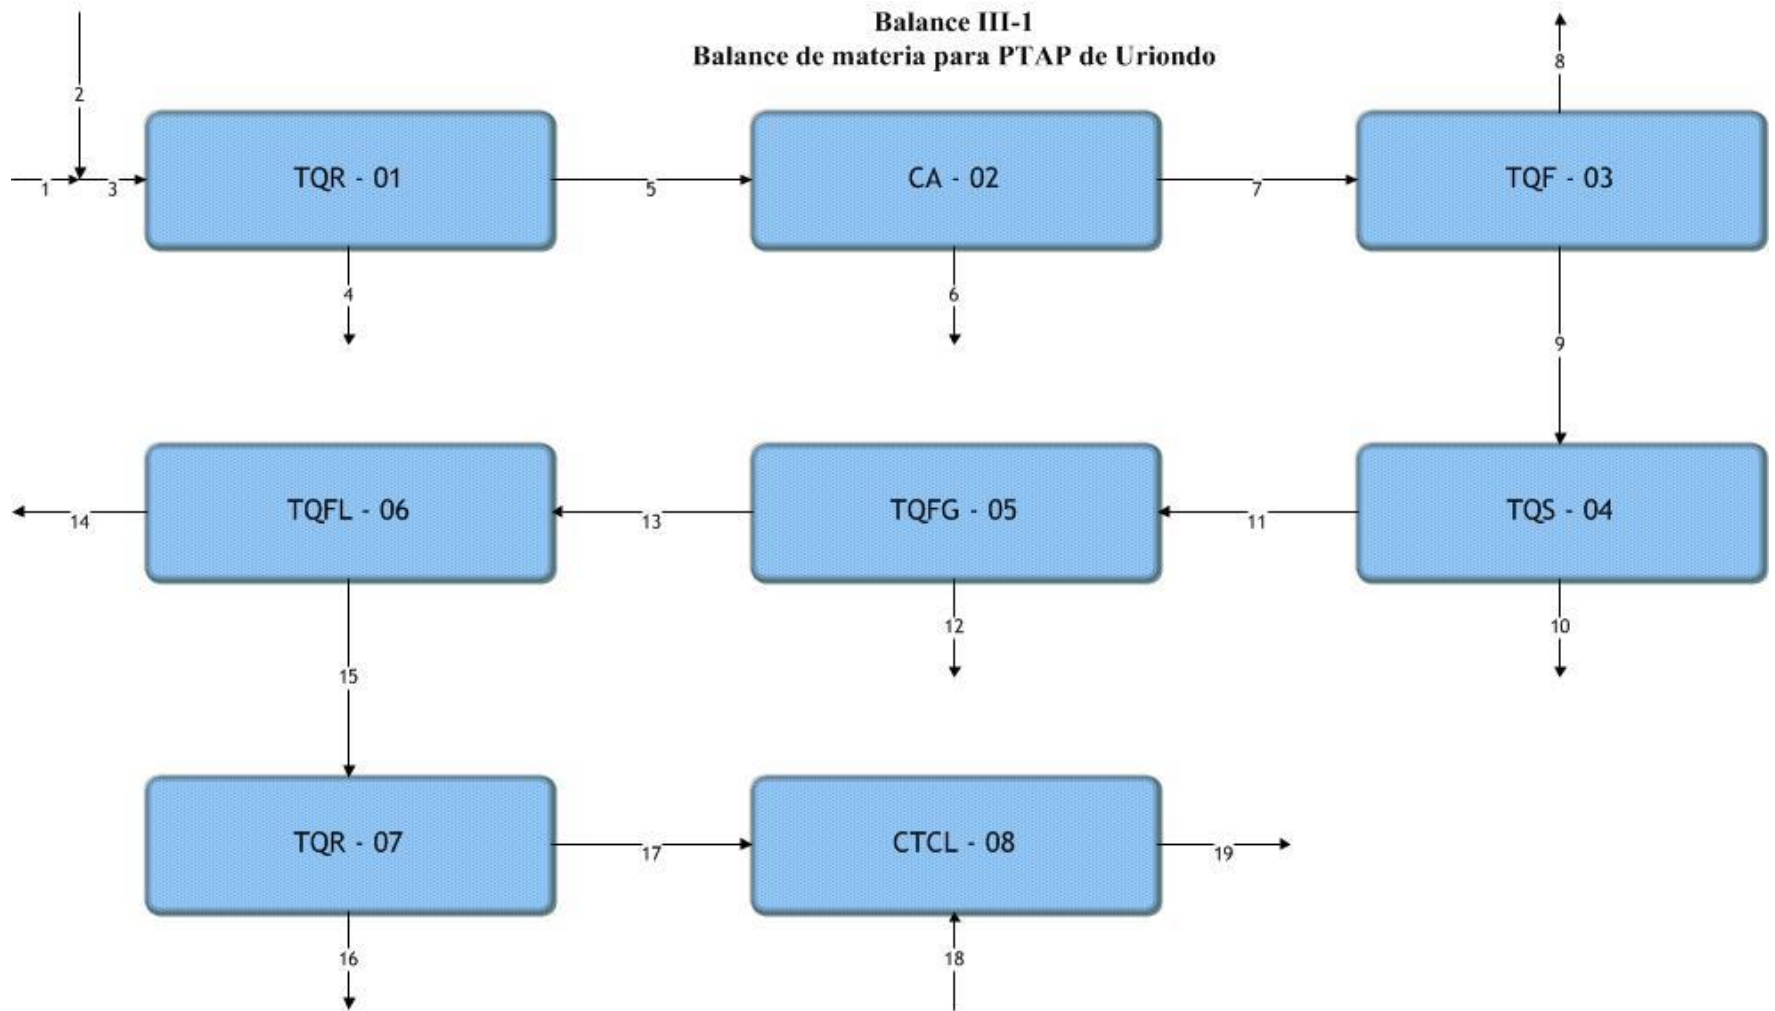 Balance III-1
Balance de materia para PTAP de Uriondo
2
8
1
3
TQR - 01
5
CA - 02
7
TQF - 03
4
6
9
14
TQFL - 06
13
TQFG - 05
11
TQS - 04
12
10
15
TQR - 07
17
CTCL - 08
19
16
18